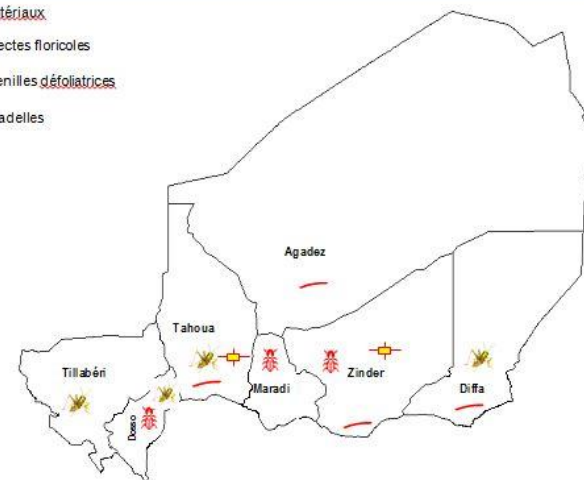 tériaux
ectes floricoles
enilles défoliatrices
adelles
Agadez
Tahoua
Tillabéri
Dosso
Maradi
Zinder
Diffa